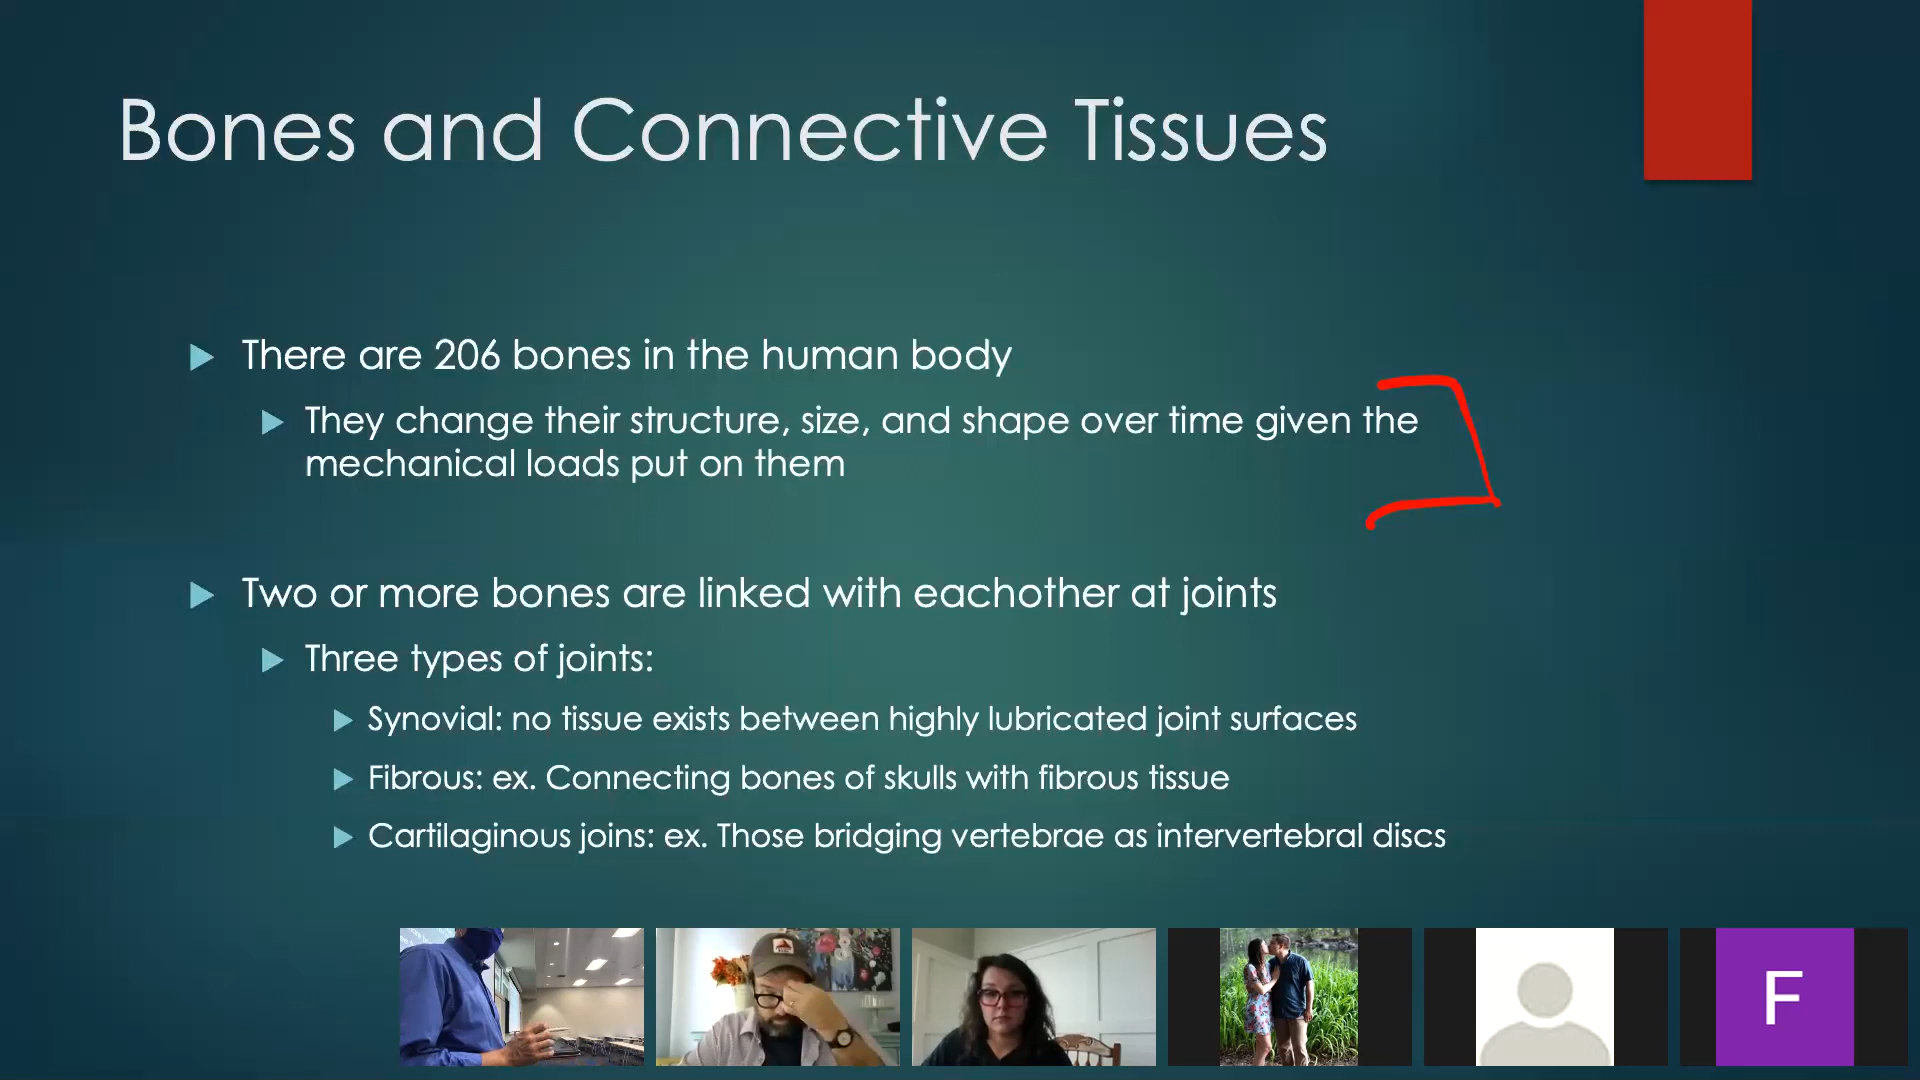 Bones and Connective Tissues
There are 206 bones in the human body
They change their structure, size, and shape over time given the
mechanical loads put on them
Two or more bones are linked with eachother at joints
Three types of joints:
Synovial: no tissue exists between highly lubricated joint surfaces
Fibrous: ex. Connecting bones of skulls with fibrous tissue
Cartilaginous joins: ex. Those bridging vertebrae as intervertebral discs
F